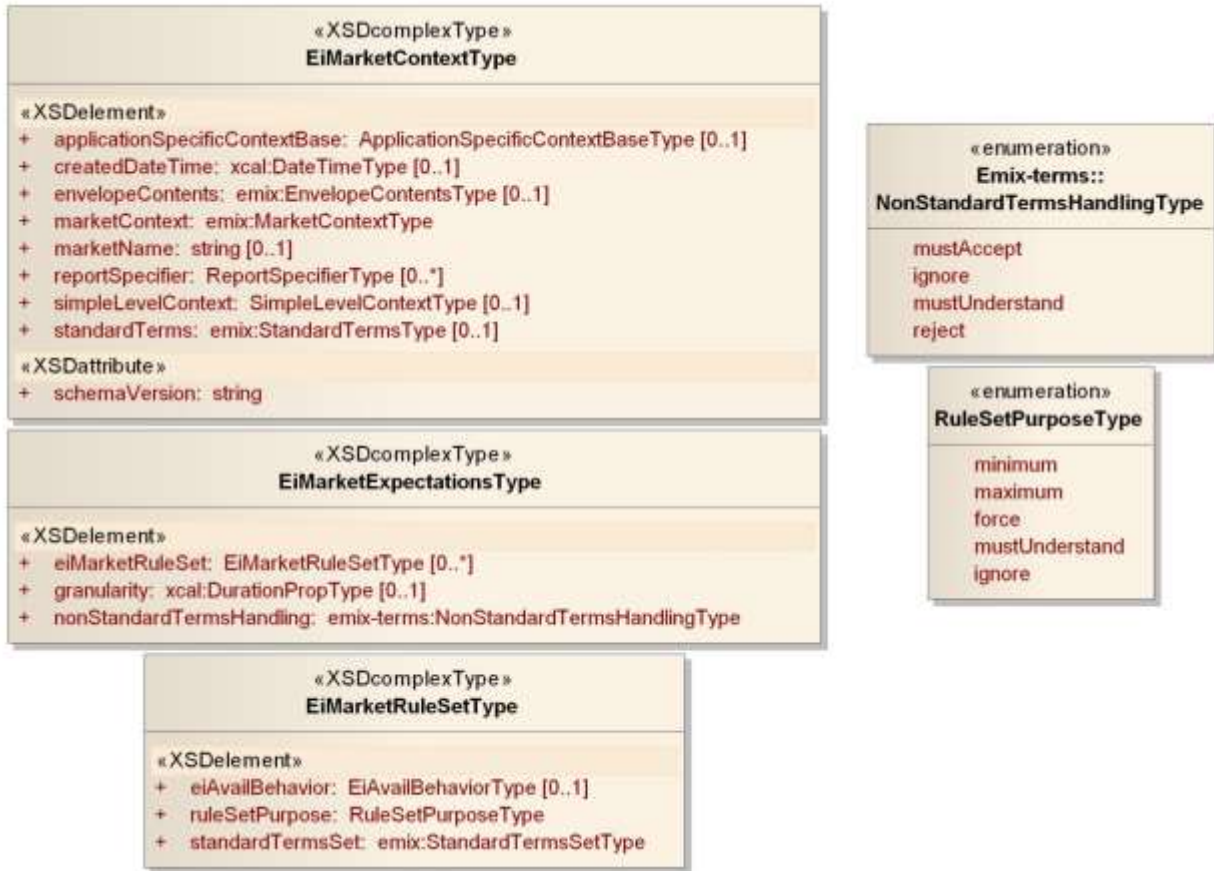 «XSDcomplexType»
EiMarketContextType
«XSDelement»
+ applicationSpecificContextBase: ApplicationSpecificContextBaseType [0..1]
+ createdDateTime: xcal:DateTimeType [0..1]
+ envelopeContents: emix:EnvelopeContentsType [0..1]
+ marketContext: emix:MarketContextType
+ marketName: string [0..1]
+ reportSpecifier: ReportSpecifierType [0..*]
+ simpleLevelContext: SimpleLevelContextType [0..1]
+ standardTerms: emix:StandardTermsType [0..1]
«XSDattribute»
+ schemaVersion: string
«XSDcomplexType»
EiMarketExpectationsType
«XSDelement»
+ eiMarketRuleSet: EiMarketRuleSetType [0..*]
+ granularity: xcal:DurationPropType [0..1]
+ nonStandardTermsHandling: emix-terms:NonStandardTermsHandlingType
«XSDcomplexType»
EiMarketRuleSetType
«XSDelement»
+ eiAvailBehavior: EiAvailBehaviorType [0..1]
+ ruleSetPurpose: RuleSetPurposeType
+ standardTermsSet: emix:StandardTermsSetType
«enumeration»
Emix-terms::
NonStandardTermsHandlingType
mustAccept
ignore
mustUnderstand
reject
«enumeration»
RuleSetPurposeType
minimum
maximum
force
mustUnderstand
ignore